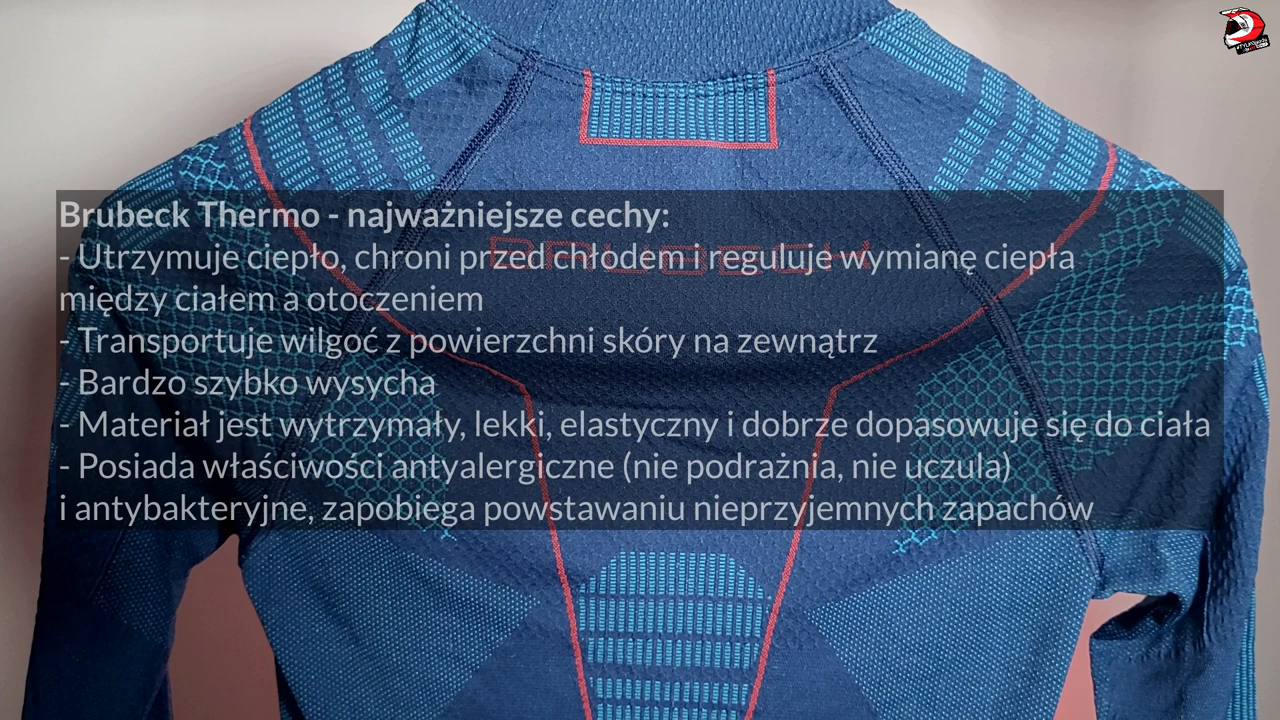 Brubeck Thermo - najważniejsze cechy:
- Utrzymuje ciepło, chroni przed chłodem i reguluje wymianę ciepła
między ciałem a otoczeniem
- Transportuje wilgoć z powierzchni skóry na zewnątrz
- Bardzo szybko wysycha
- Materiał jest wytrzymały, lekki, elastyczny i dobrze dopasowuje się do ciała
- Posiada właściwości antyalergiczne (nie podrażnia, nie uczula)
i antybakteryjne, zapobiega powstawaniu nieprzyjemnych zapachów
BRUBECK